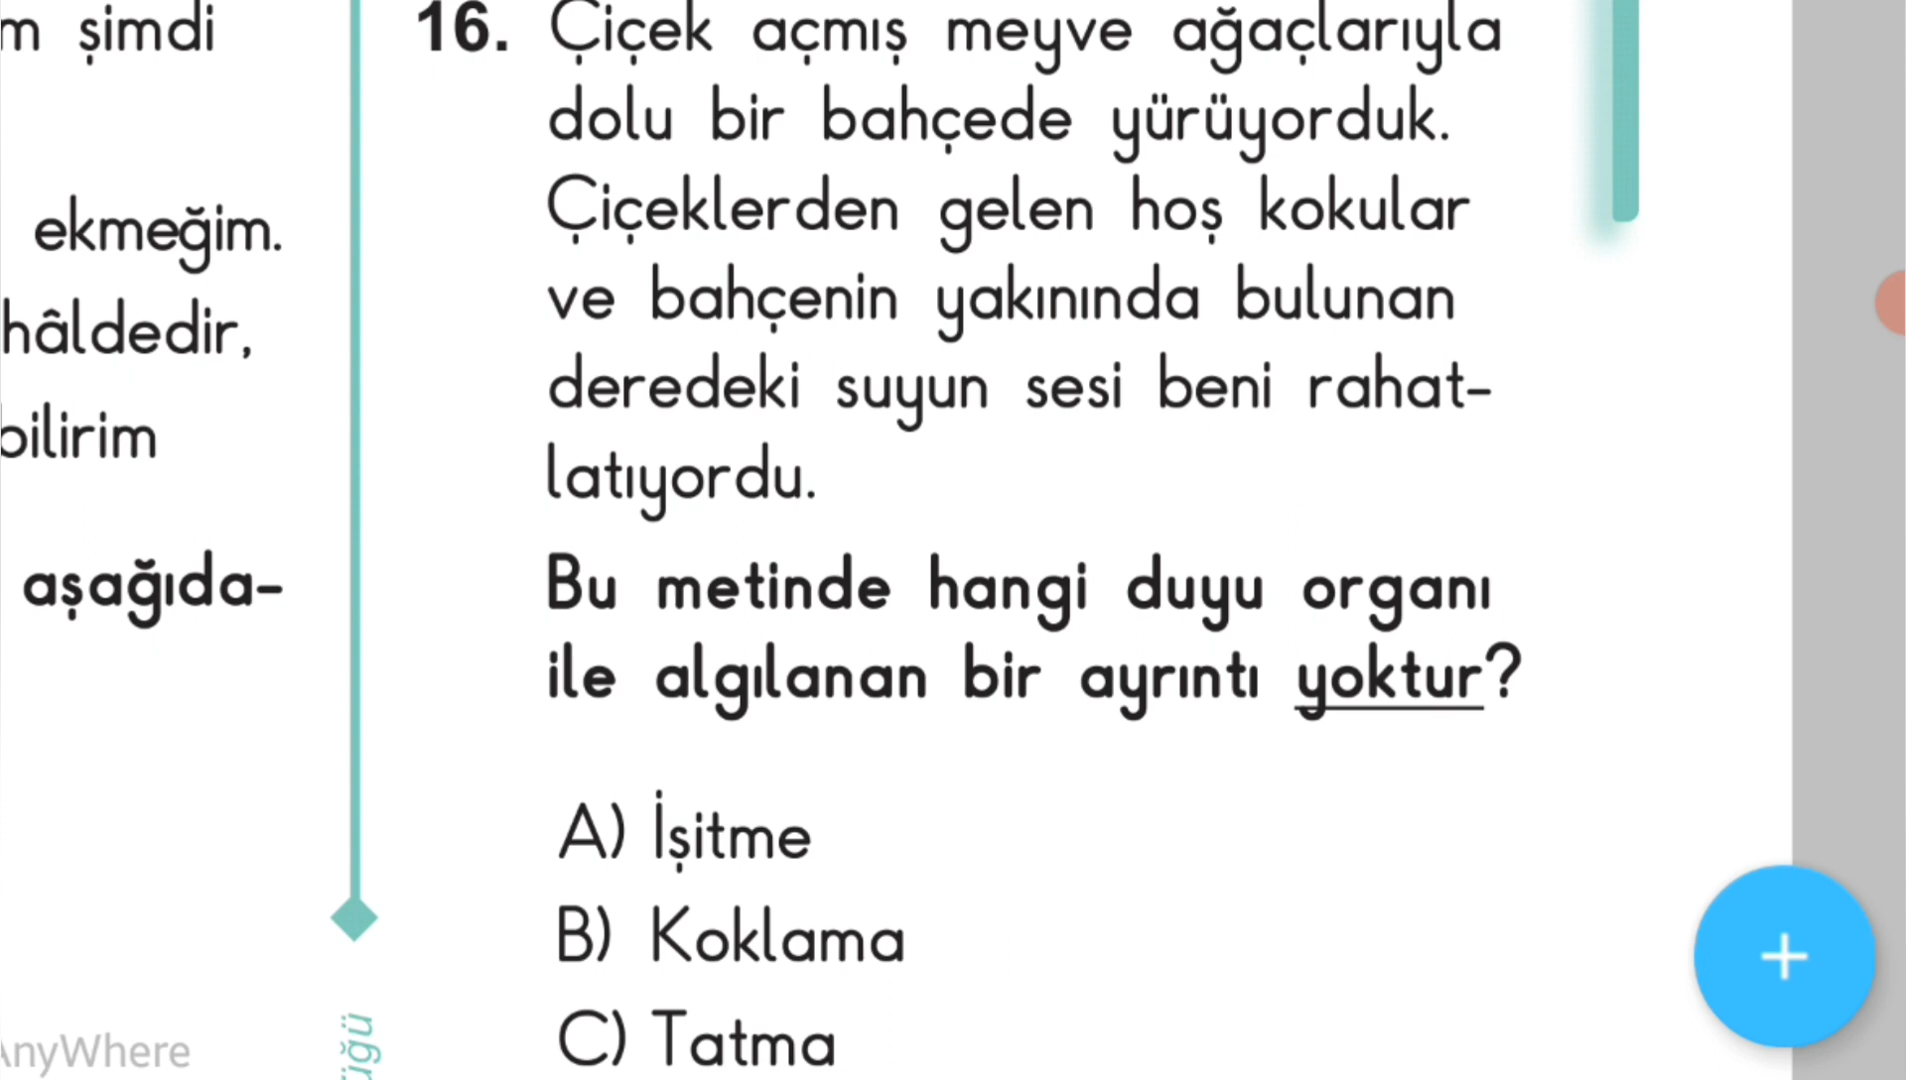 m şimdi
ekmeğim.
hâldedir,
bilirim
aşağıda-
16. Çiçek açmış meyve ağaçlarıyla
dolu bir bahçede yürüyorduk.
Çiçeklerden gelen hoş kokular
ve bahçenin yakınında bulunan
deredeki suyun sesi beni rahat-
latıyordu.
Bu metinde hangi duyu organı
ile algılanan bir ayrıntı yoktur?
A) İşitme
B) Koklama
C) Tatma
AnyWhere
+